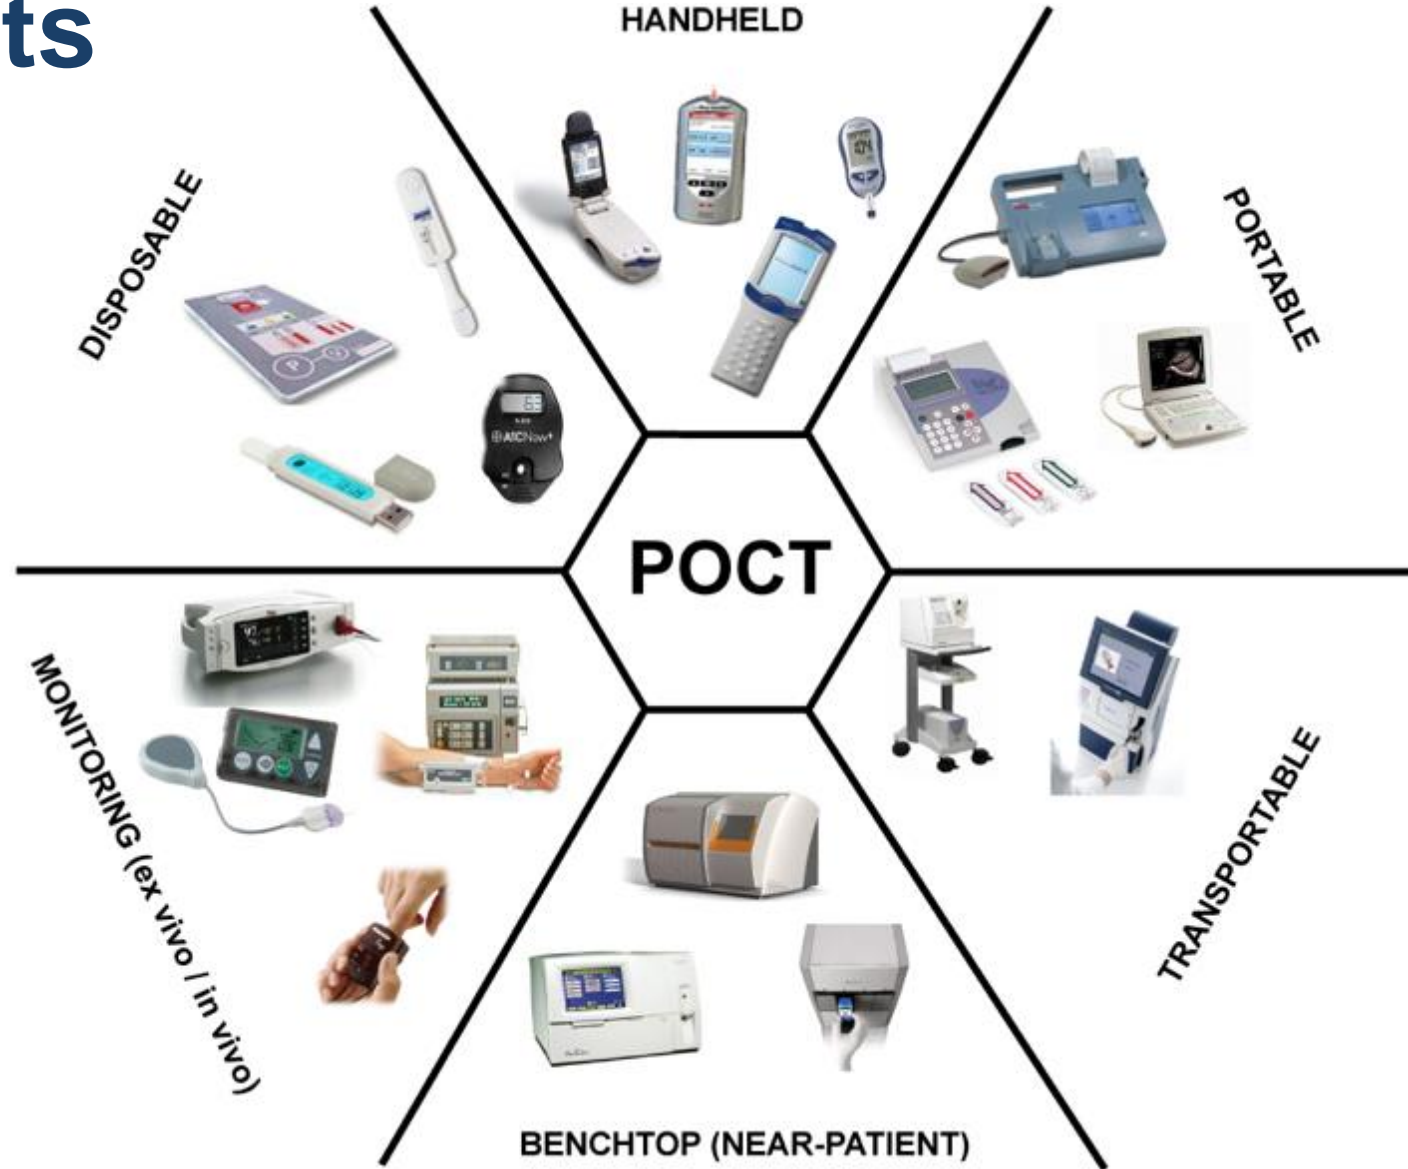 ts
HANDHELD
DISPOSABLE
PORTABLE
A1CNow+
P
POCT
MONITORING (ex vivo / in vivo)
TRANSPORTABLE
BENCHTOP (NEAR-PATIENT)